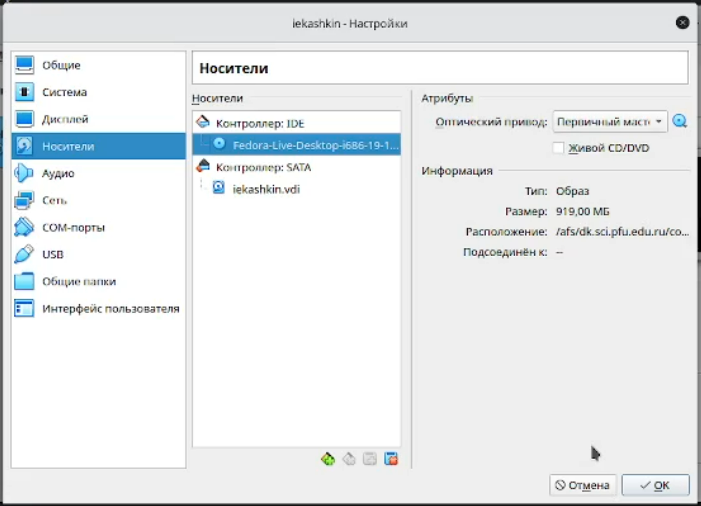 iekashkin - Настройки
Общие
Система
Дисплей
Носители
Аудио
Сеть
COM-порты
USB
Общие папки
Интерфейс пользователя
Носители
Носители
Контроллер: IDE
Fedora-Live-Desktop-i686-19-1...
Контроллер: SATA
iekashkin.vdi
Атрибуты
Оптический привод: Первичный маст
Живой CD/DVD
Информация
Тип: Образ
Размер: 919,00 МБ
Расположение: /afs/dk.sci.pfu.edu.ru/co...
Подсоединён к: --
Отмена
OK